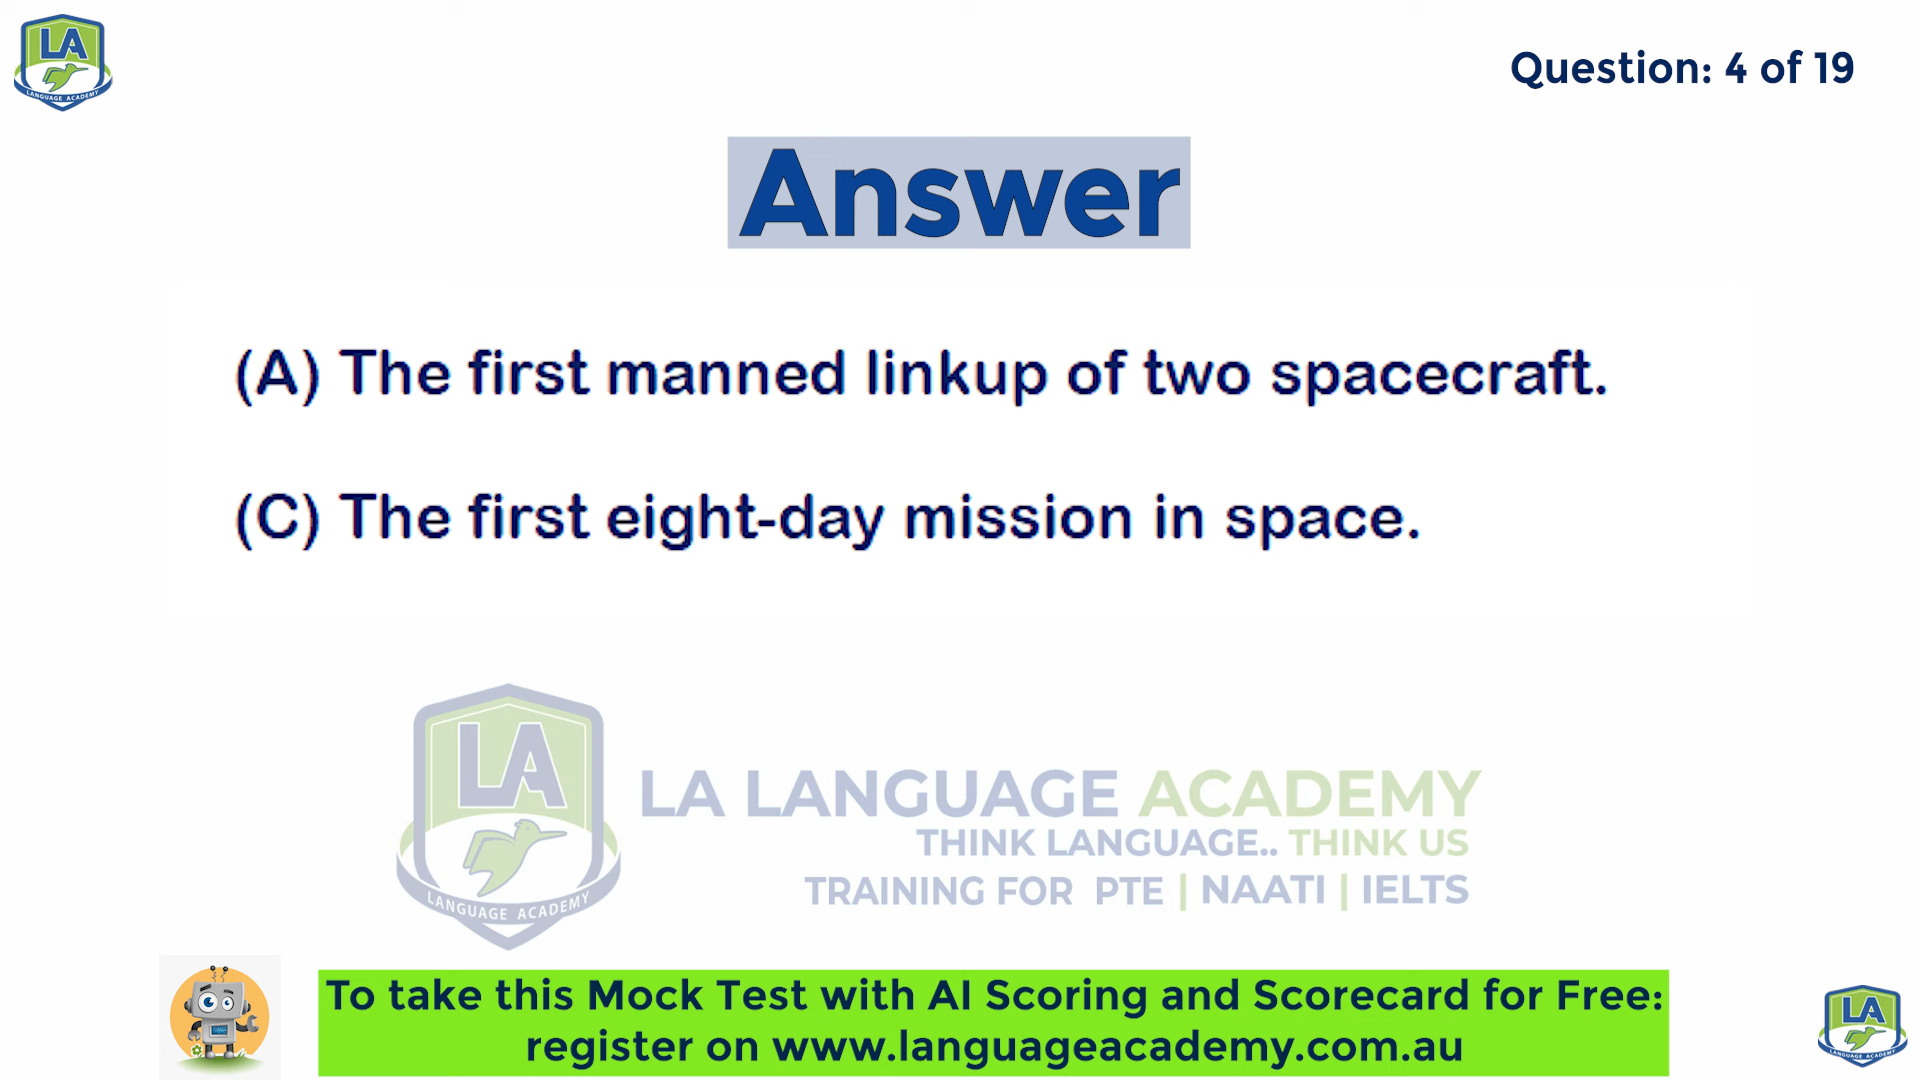 LA
LANGUAGE ACADEMY
Question: 4 of 19
Answer
(A) The first manned linkup of two spacecraft.
(C) The first eight-day mission in space.
LA
LANGUAGE ACADEMY
LA LANGUAGE ACADEMY
THINK LANGUAGE.. THINK US
TRAINING FOR PTE | NAATI | IELTS
To take this Mock Test with AI Scoring and Scorecard for Free:
register on www.languageacademy.com.au
LA
LANGUAGE ACADEMY